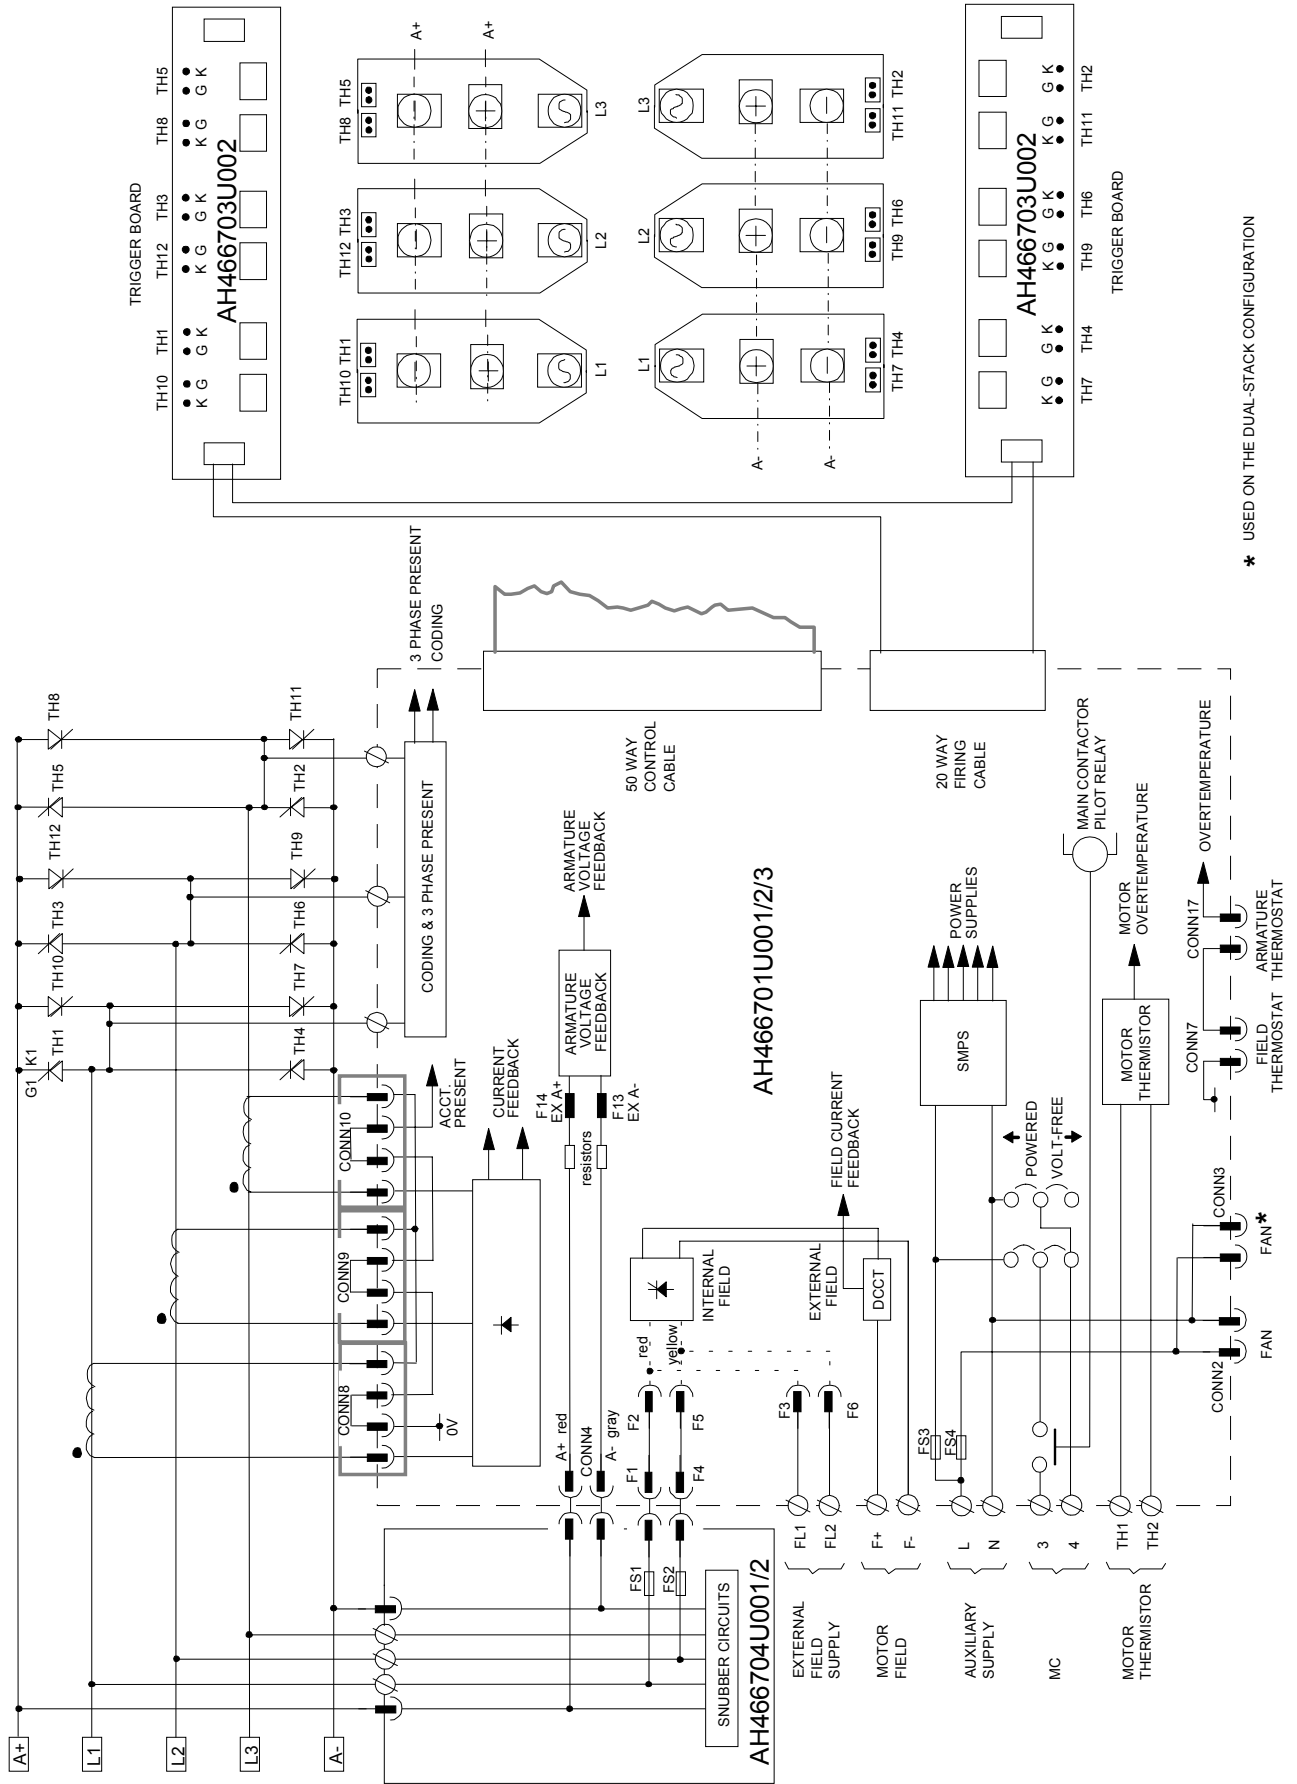 A+
L1
L2
L3
A-
G1 K1
TH1
TH10
TH3
TH12
TH5
TH8
TH4
TH7
TH6
TH9
TH2
TH11
CONN8
CONN9
CONN10
0V
ACCT.
PRESENT
CURRENT
FEEDBACK
CODING & 3 PHASE PRESENT
3 PHASE PRESENT
CODING
A+ red
CONN4
A- gray
resistors
F14
EX A+
F13
EX A-
ARMATURE
VOLTAGE
FEEDBACK
ARMATURE
VOLTAGE
FEEDBACK
50 WAY
CONTROL
CABLE
20 WAY
FIRING
CABLE
SNUBBER CIRCUITS
AH466704U001/2
FS1
FS2
F1
F2
F4
F5
red
yellow
INTERNAL
FIELD
EXTERNAL
FIELD
FIELD CURRENT
FEEDBACK
DCCT
F3
F6
AH466701U001/2/3
EXTERNAL
FIELD
SUPPLY
FL1
FL2
MOTOR
FIELD
F+
F-
AUXILIARY
SUPPLY
L
N
FS3
FS4
MC
3
4
MOTOR
THERMISTOR
TH1
TH2
SMPS
POWER
SUPPLIES
POWERED
VOLT-FREE
MAIN CONTACTOR
PILOT RELAY
MOTOR
THERMISTOR
MOTOR
OVERTEMPERATURE
CONN2
FAN
CONN3
FAN*
CONN7
FIELD
THERMOSTAT
CONN17
ARMATURE
THERMOSTAT
OVERTEMPERATURE
TRIGGER BOARD
TH10 TH1 TH12 TH3 TH8 TH5
K G G K K G G K K G G K
AH466703U002
TH10 TH1
L1
TH12 TH3
L2
TH8 TH5
L3
A+
A+
L1
TH7 TH4
L2
TH9 TH6
L3
TH11 TH2
A-
A-
AH466703U002
K G G K K G G K K G G K
TH7 TH4 TH9 TH6 TH11 TH2
TRIGGER BOARD
* USED ON THE DUAL-STACK CONFIGURATION